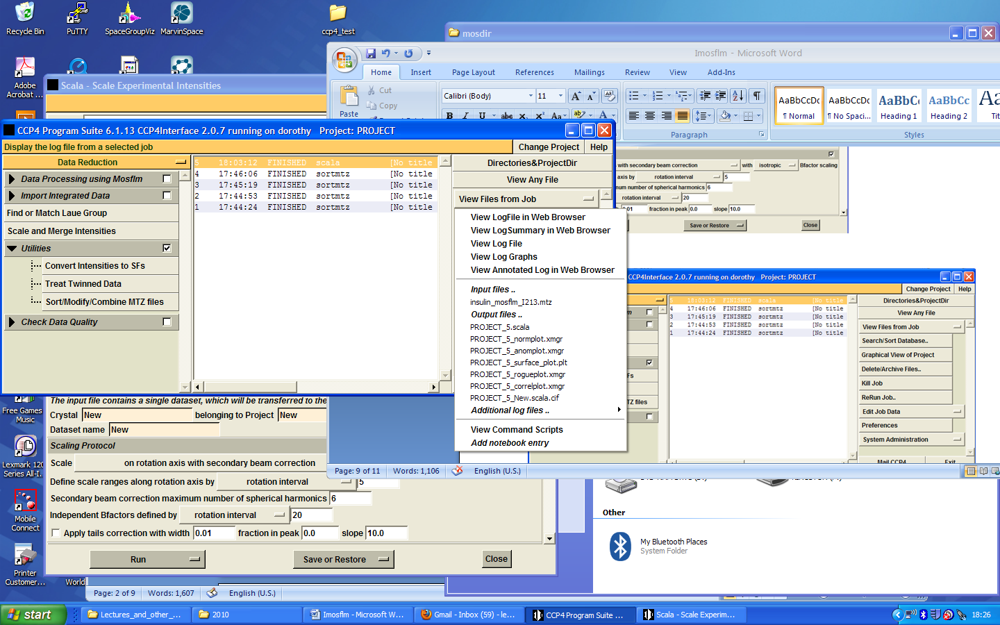 Recycle Bin
PuTTY
SpaceGroupViz
MarvinSpace
ccp4_test
Adobe
Acrobat ...
mosdir
Imosflm - Microsoft Word
Home
Insert
Page Layout
References
Mailings
Review
View
Add-Ins
Paste
Cut
Copy
Calibri (Body)
11
Paragraph
AaBbCcDc
¶ Normal
AaBbCcDc
¶ No Spaci...
AaBbCc
Heading 1
AaBbCc
Heading 2
Styles
Scala - Scale Experimental Intensities
CCP4 Program Suite 6.1.13 CCP4Interface 2.0.7 running on dorothy Project: PROJECT
Display the log file from a selected job
Change Project
Help
Data Reduction
Data Processing using Mosflm
Import Integrated Data
Find or Match Laue Group
Scale and Merge Intensities
Utilities
Convert Intensities to SFs
Treat Twinned Data
Sort/Modify/Combine MTZ files
Check Data Quality
5 18:03:12 FINISHED scala [No title
4 17:46:06 FINISHED sortmtz [No title
3 17:45:19 FINISHED sortmtz [No title
2 17:44:53 FINISHED sortmtz [No title
1 17:44:24 FINISHED sortmtz [No title
Directories&ProjectDir
View Any File
View Files from Job
View LogFile in Web Browser
View LogSummary in Web Browser
View Log File
View Log Graphs
View Annotated Log in Web Browser
Input files ..
insulin_mosflm_I213.mtz
Output files ..
PROJECT_5.scala
PROJECT_5_normplot.xmgr
PROJECT_5_anomplot.xmgr
PROJECT_5_surface_plot.plt
PROJECT_5_rogueplot.xmgr
PROJECT_5_correlplot.xmgr
PROJECT_5_New.scala.cif
Additional log files ..
View Command Scripts
Add notebook entry
with secondary beam correction with isotropic Bfactor scaling
axis by rotation interval 5
num number of spherical harmonics 6
rotation interval 20
0.01 fraction in peak 0.0 slope 10.0
Save or Restore
Close
CCP4Interface 2.0.7 running on dorothy Project: PROJECT
Change Project
Help
5 18:03:12 FINISHED scala [No title
4 17:46:06 FINISHED sortmtz [No title
3 17:45:19 FINISHED sortmtz [No title
2 17:44:53 FINISHED sortmtz [No title
1 17:44:24 FINISHED sortmtz [No title
Directories&ProjectDir
View Any File
View Files from Job
Search/Sort Database..
Graphical View of Project
Delete/Archive Files..
Kill Job
ReRun Job..
Edit Job Data
Preferences
System Administration
Mail CCP4
Exit
Fs
TZ files
Page: 9 of 11
Words: 1,106
English (U.S.)
The input file contains a single dataset, which will be transferred to the
Crystal New belonging to Project New
Dataset name New
Scaling Protocol
Scale on rotation axis with secondary beam correction
Define scale ranges along rotation axis by rotation interval 5
Secondary beam correction maximum number of spherical harmonics 6
Independent Bfactors defined by rotation interval 20
Apply tails correction with width 0.01 fraction in peak 0.0 slope 10.0
Run
Save or Restore
Close
Free Games
Music
Lexmark 120
Series All-I.
Mobile
Connect
Printer
Customer...
World
Other
My Bluetooth Places
System Folder
Page: 2 of 9
Words: 1,607
English (U.S.)
start
Lectures_and_other_...
2010
Imosflm - Microsoft W...
Gmail - Inbox (59) - le...
CCP4 Program Suite ...
Scala - Scale Experim...
18:26